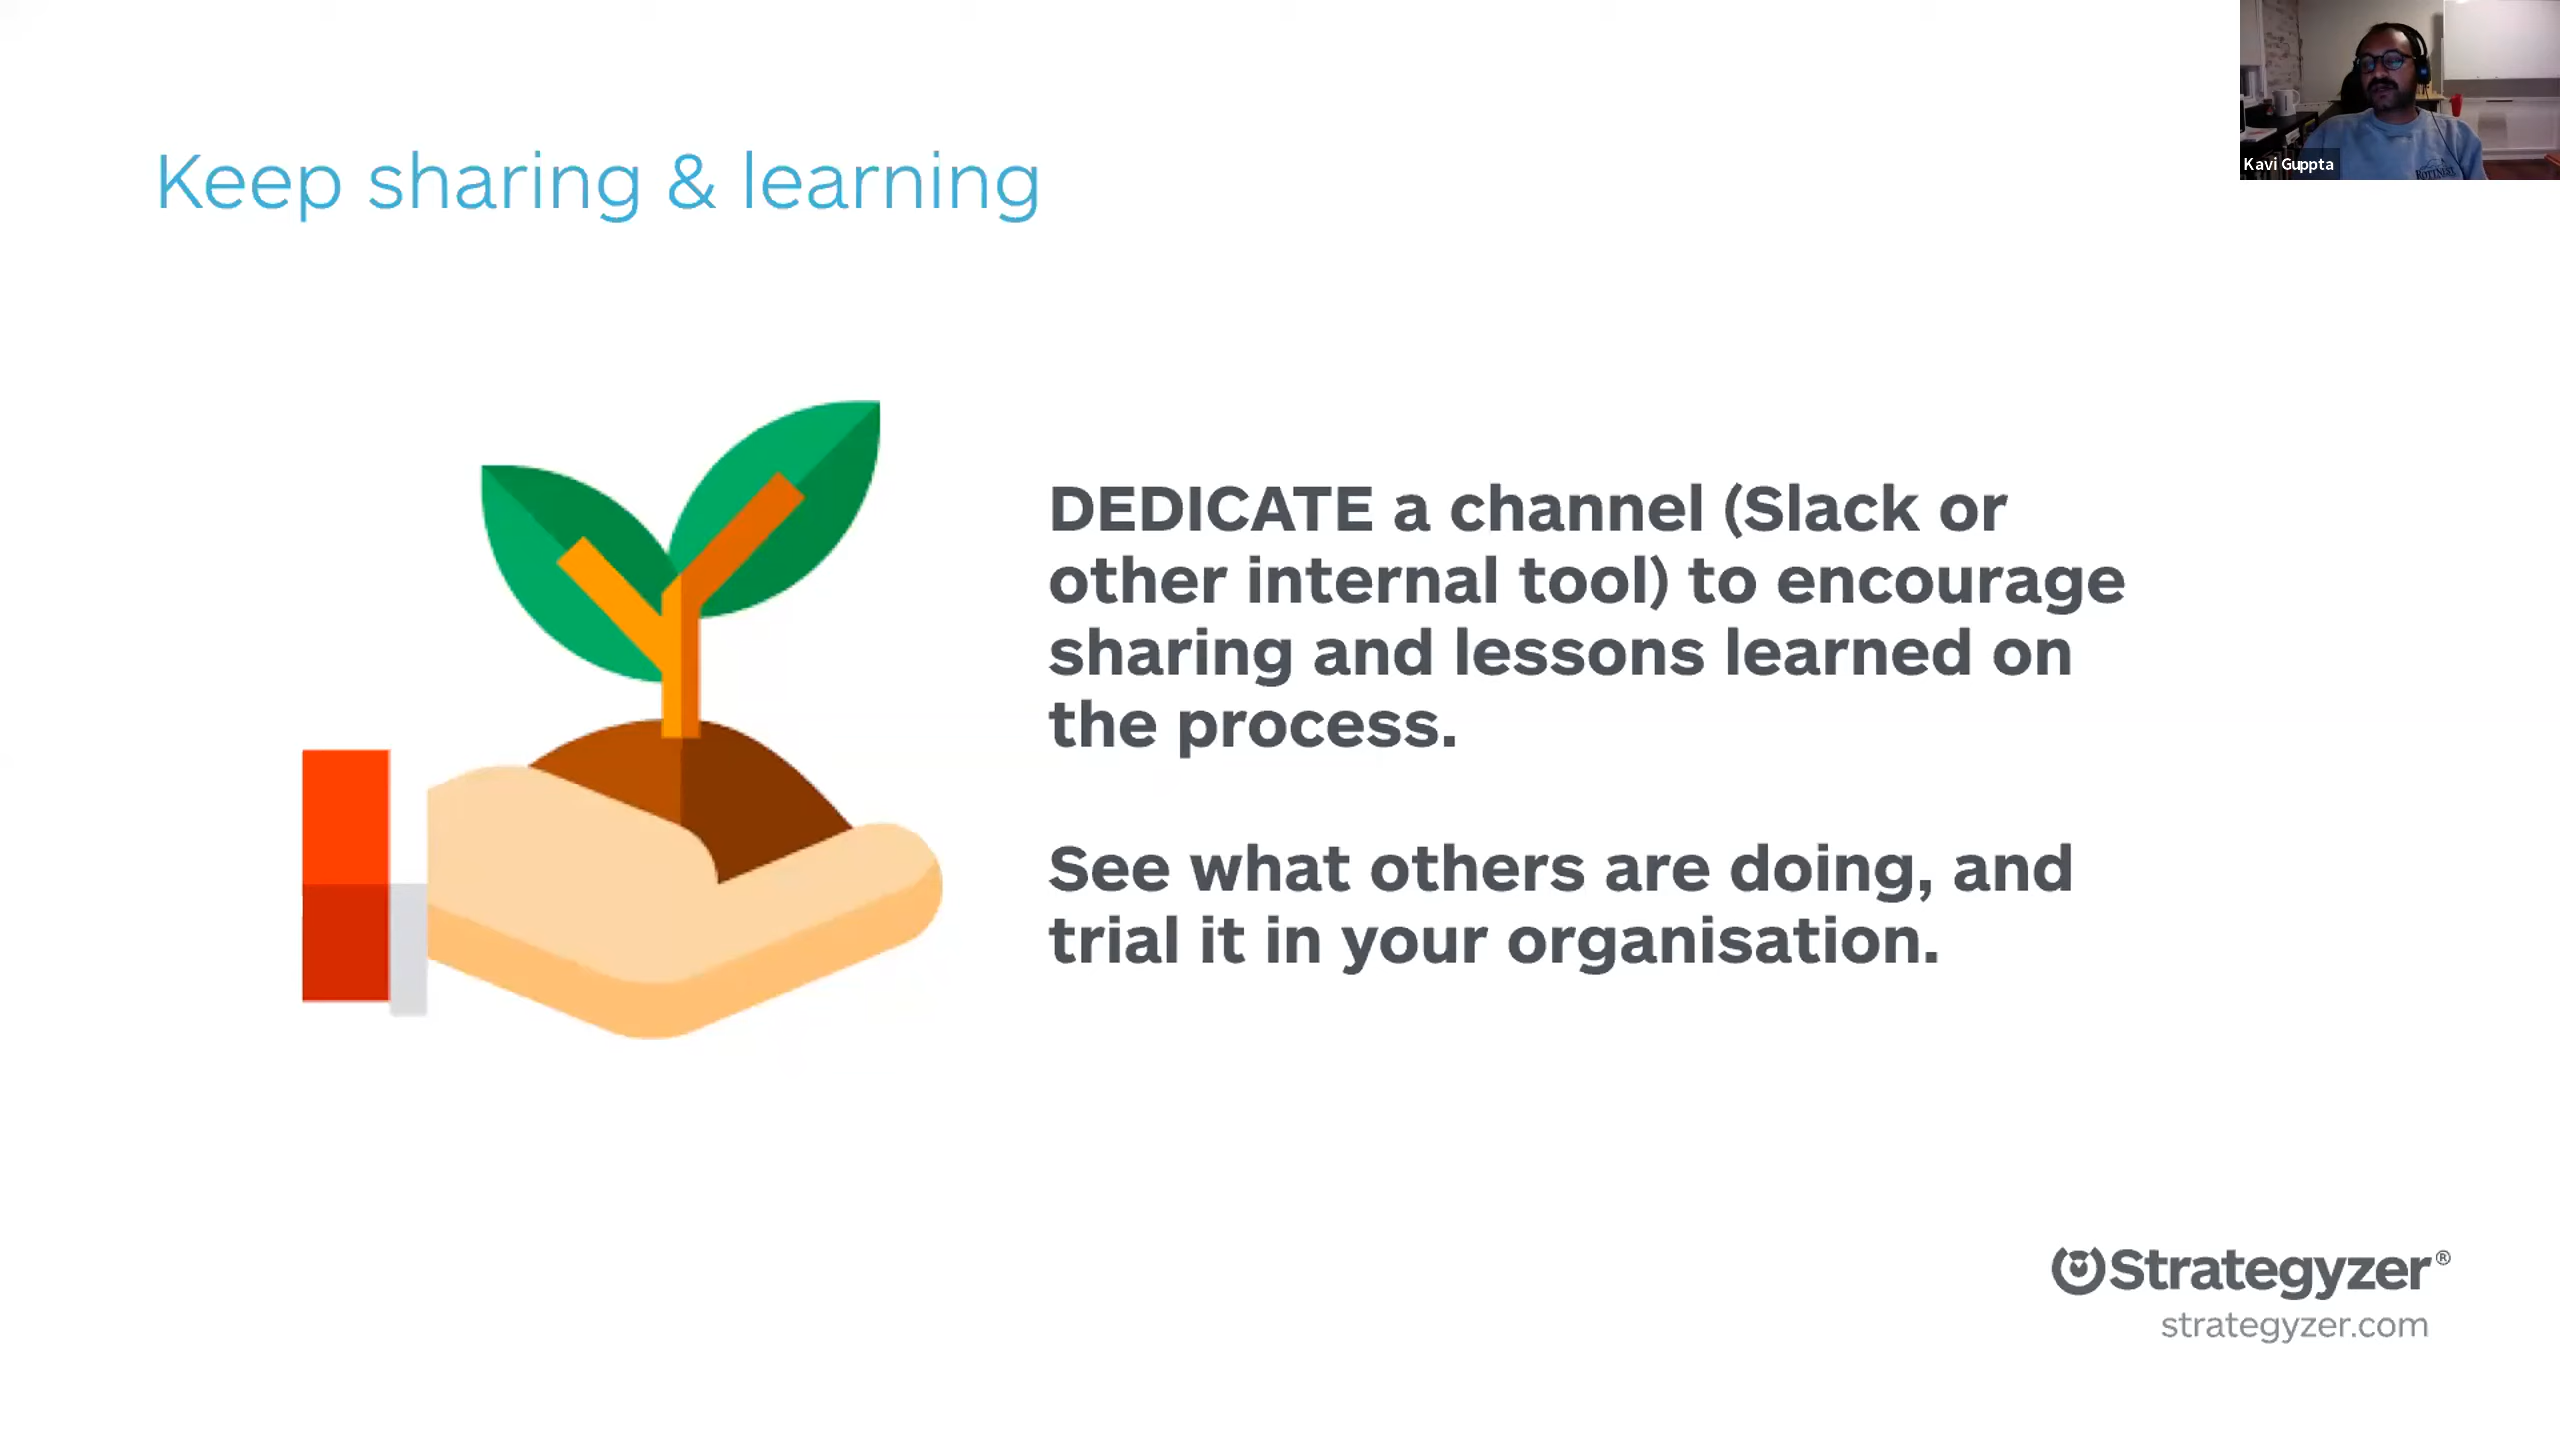 Keep sharing & learning
Kavi Guppta
DEDICATE a channel (Slack or
other internal tool) to encourage
sharing and lessons learned on
the process.
See what others are doing, and
trial it in your organisation.
Strategyzer®
strategyzer.com